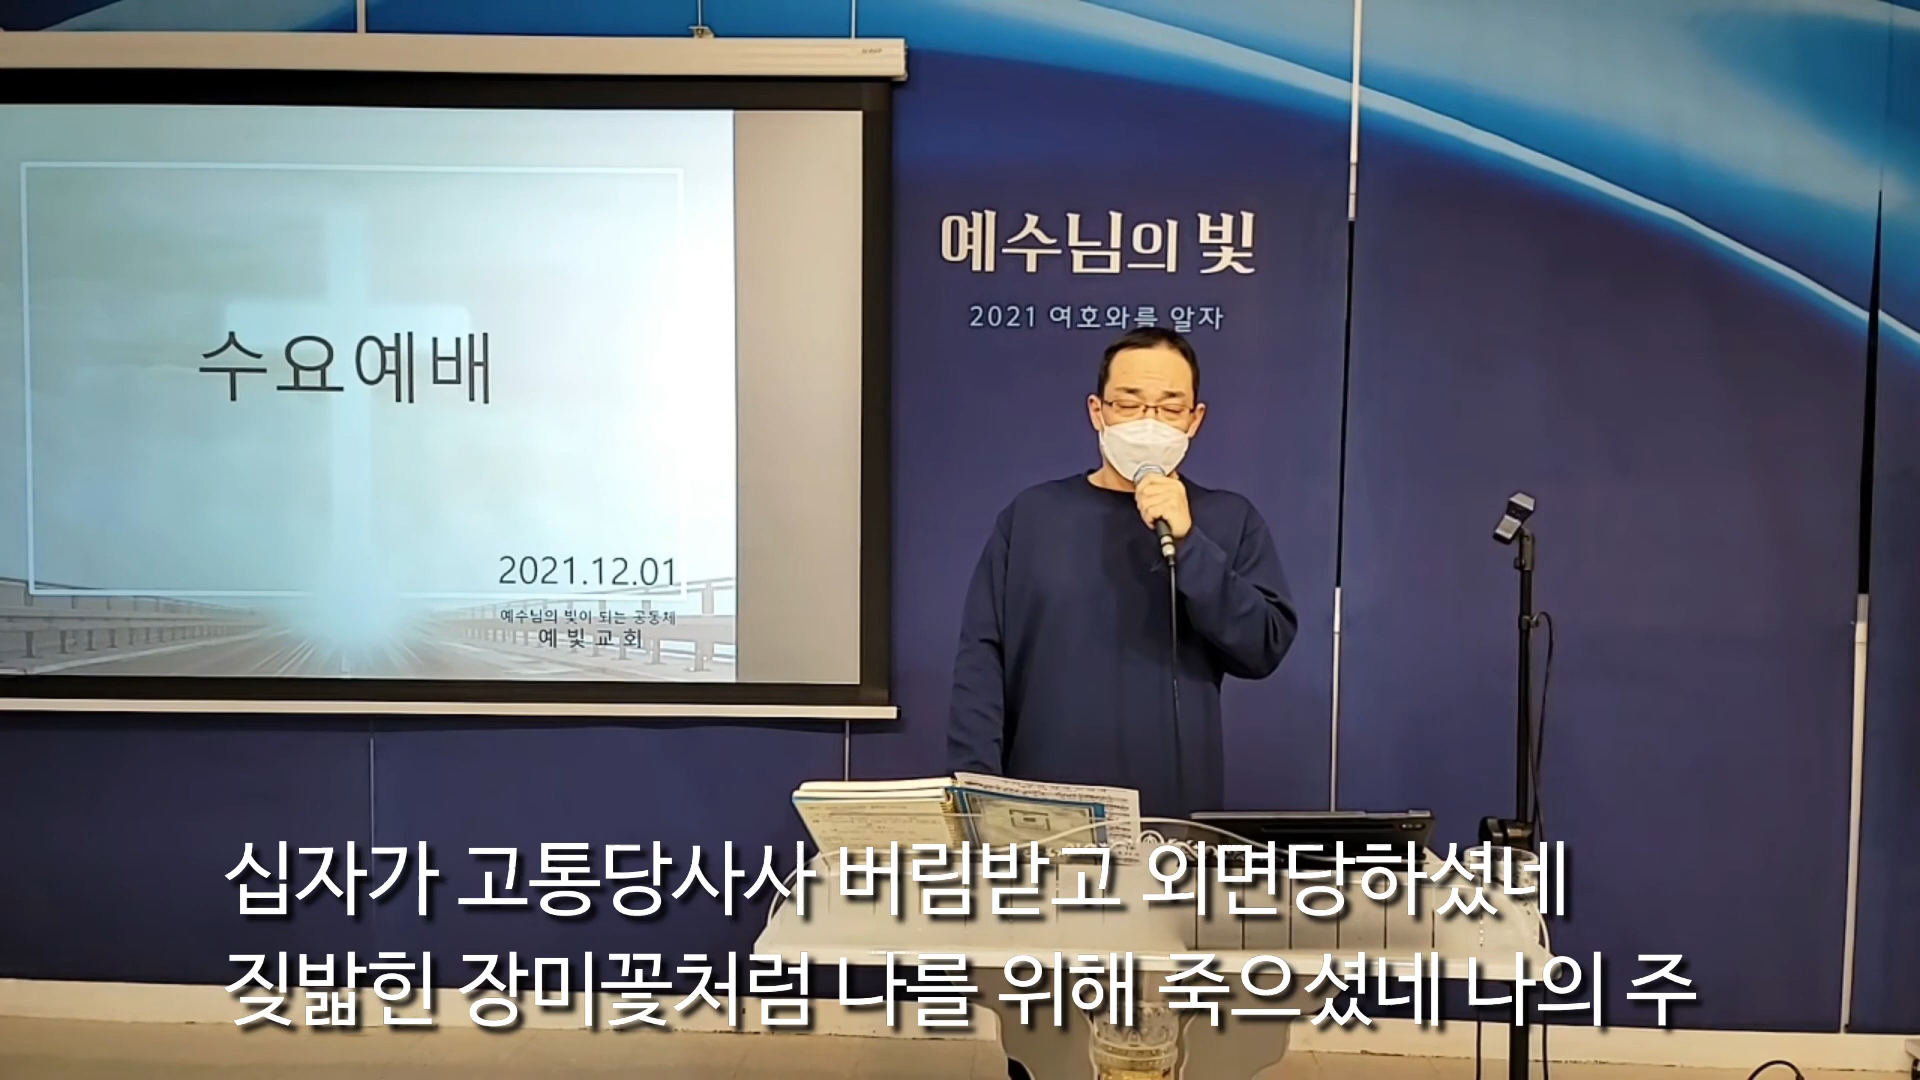 수요예배
2021.12.01
예수님의 빛이 되는 공동체
예빛교회
예수님의 빛
2021 여호와를 알자
십자가 고통당사사 버림받고 외면당하셨네
짖밟힌 장미꽃처럼 나를 위해 죽으셨네 나의 주